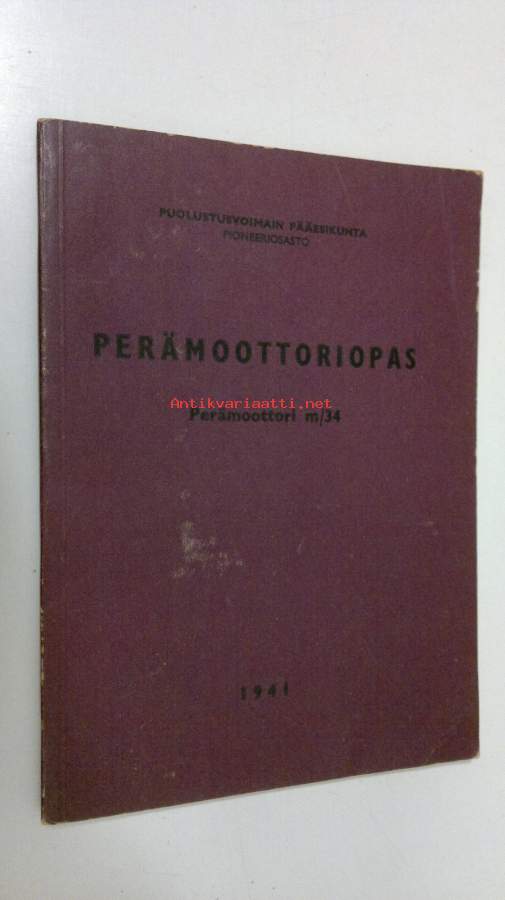 PUOLUSTUSVOIMAIN PÄÄESIKUNTA
PIONEERIOSASTO
PERÄMOOTTORIOPAS
Antikvariaatti.net
Perämoottori m/34
1941